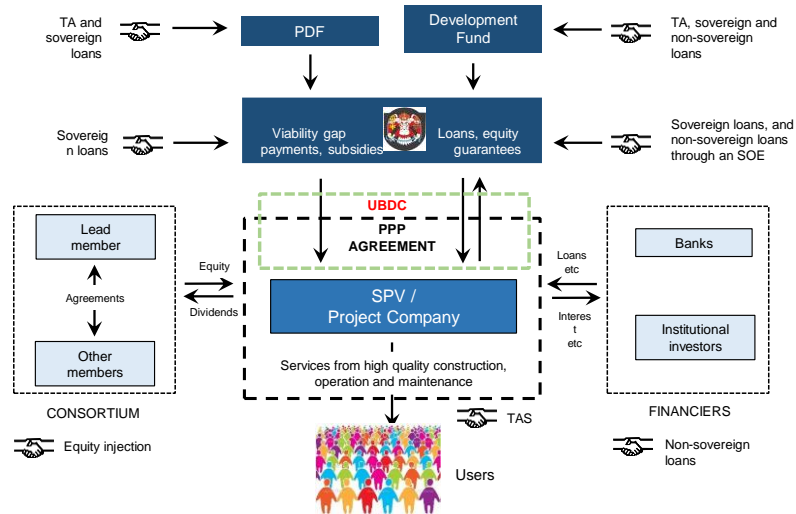 TA and
sovereign
loans
PDF
Development
Fund
TA, sovereign and
non-sovereign
loans
Sovereig
n loans
Viability gap
payments, subsidies
Loans, equity
guarantees
Sovereign loans, and
non-sovereign loans
through an SOE
UBDC
PPP
AGREEMENT
Lead
member
Agreements
Other
members
CONSORTIUM
Equity injection
Equity
Dividends
SPV /
Project Company
Services from high quality construction,
operation and maintenance
Loans
etc
Interes
t
etc
Banks
Institutional
investors
FINANCIERS
Non-sovereign
loans
TAS
Users